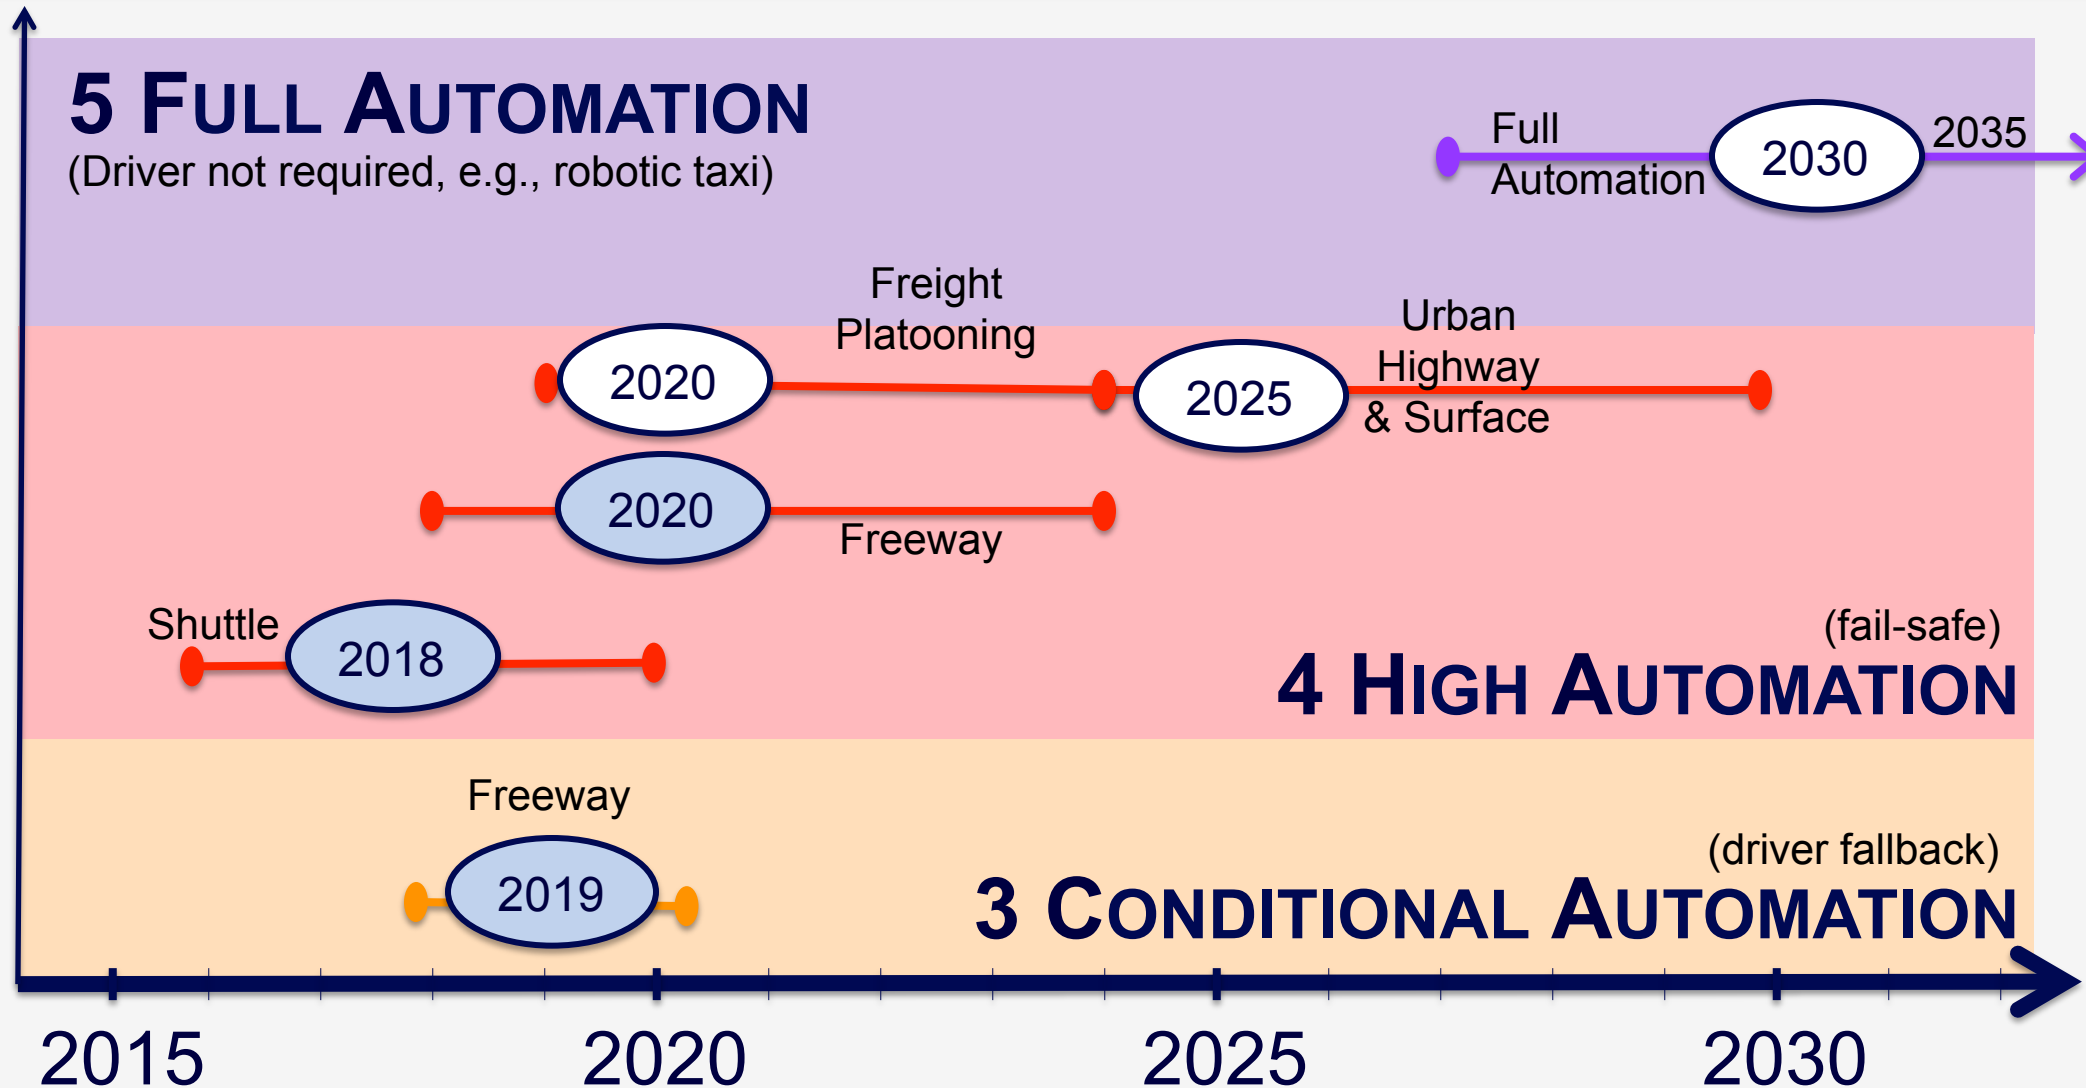 5 FULL AUTOMATION
(Driver not required, e.g., robotic taxi)
Full
Automation
2030
2035
Freight
Platooning
2020
2025
Urban
Highway
& Surface
2020
Freeway
Shuttle
2018
(fail-safe)
4 HIGH AUTOMATION
Freeway
2019
(driver fallback)
3 CONDITIONAL AUTOMATION
2015
2020
2025
2030